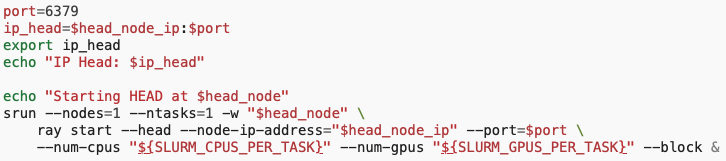 port=6379
ip_head=$head_node_ip:$port
export ip_head
echo "IP Head: $ip_head"

echo "Starting HEAD at $head_node"
srun --nodes=1 --ntasks=1 -w "$head_node" \
    ray start --head --node-ip-address="$head_node_ip" --port=$port \
    --num-cpus "${SLURM_CPUS_PER_TASK}" --num-gpus "${SLURM_GPUS_PER_TASK}" --block &